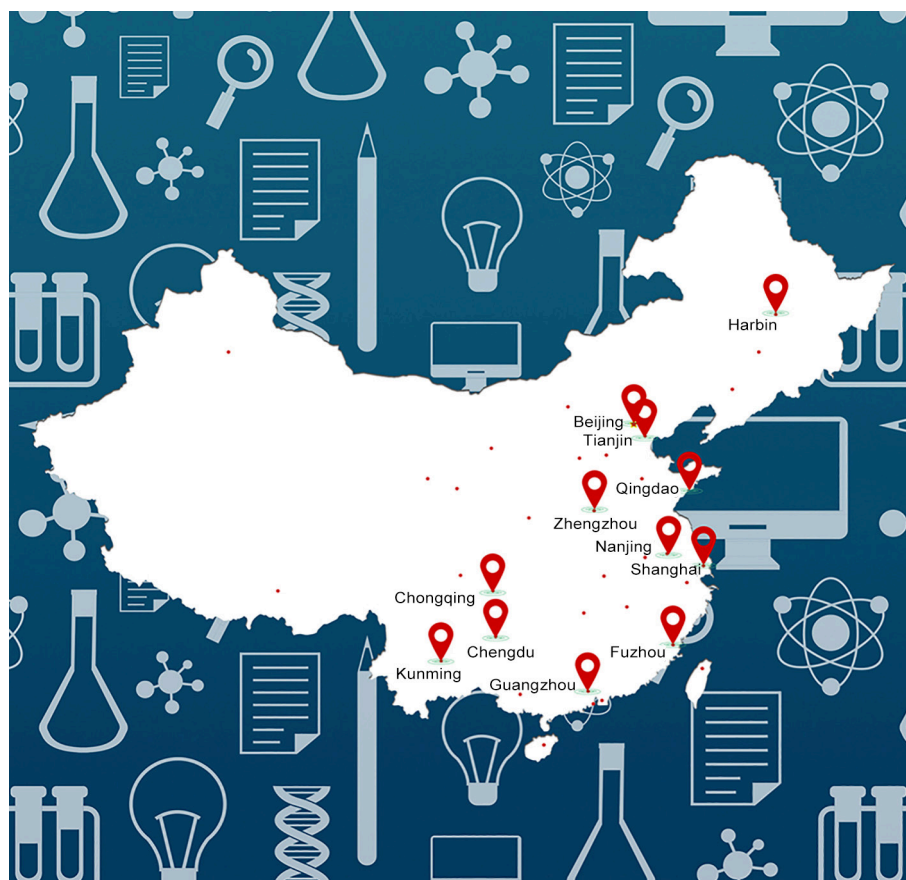 Harbin
Beijing
Tianjin
Qingdao
Zhengzhou
Nanjing
Shanghai
Chongqing
Chengdu
Fuzhou
Kunming
Guangzhou